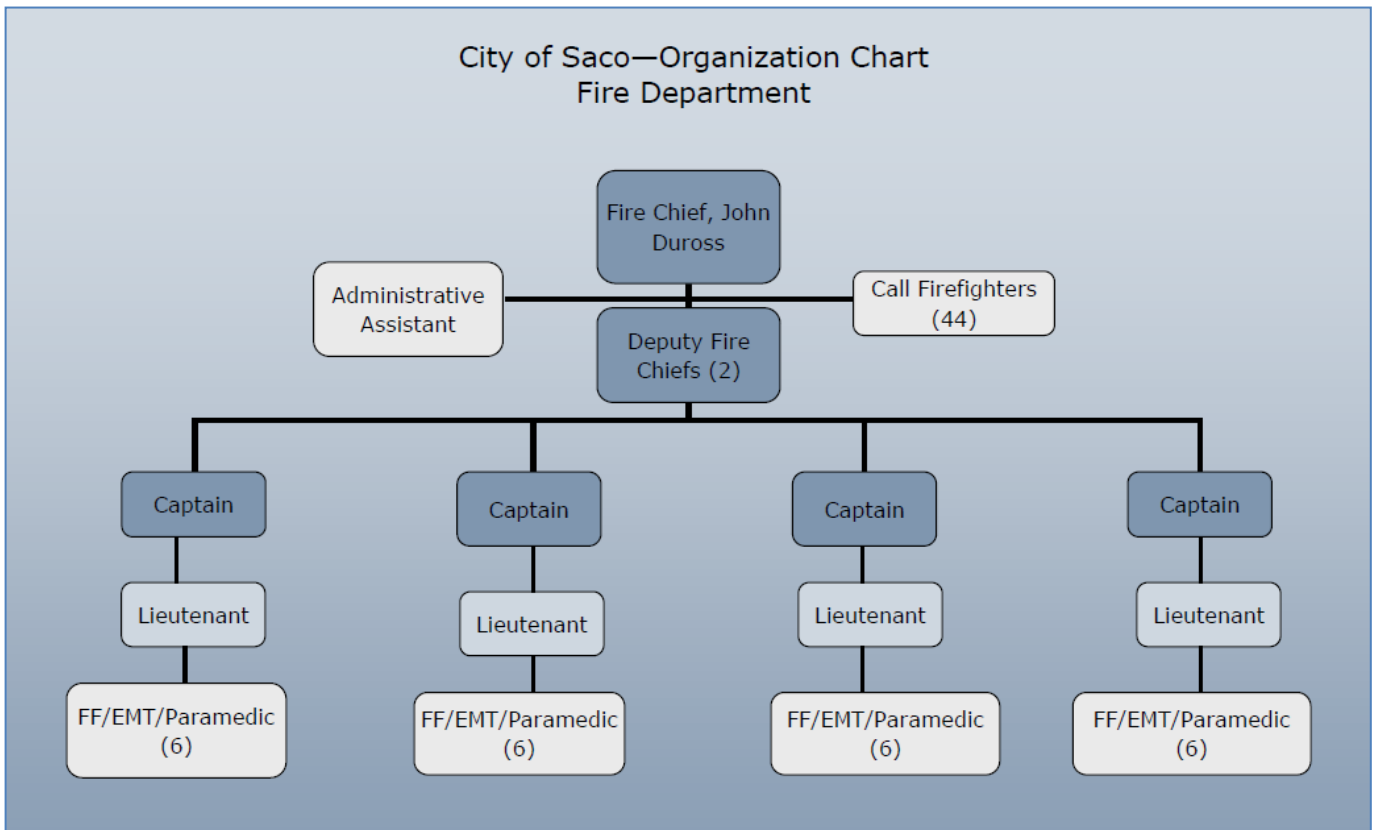 City of Saco—Organization Chart
Fire Department
Fire Chief, John
Duross
Administrative
Assistant
Call Firefighters
(44)
Deputy Fire
Chiefs (2)
Captain
Captain
Captain
Captain
Lieutenant
Lieutenant
Lieutenant
Lieutenant
FF/EMT/Paramedic
(6)
FF/EMT/Paramedic
(6)
FF/EMT/Paramedic
(6)
FF/EMT/Paramedic
(6)